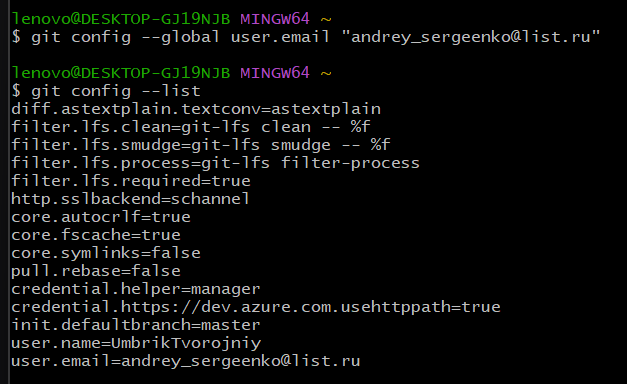 lenovo@DESKTOP-GJ19NJB MINGW64 ~
$ git config --global user.email "andrey_sergeenko@list.ru"
lenovo@DESKTOP-GJ19NJB MINGW64 ~
$ git config --list
diff.astextplain.textconv=astextplain
filter.lfs.clean=git-lfs clean -- %f
filter.lfs.smudge=git-lfs smudge -- %f
filter.lfs.process=git-lfs filter-process
filter.lfs.required=true
http.sslbackend=schannel
core.autocrlf=true
core.fscache=true
core.symlinks=false
pull.rebase=false
credential.helper=manager
credential.https://dev.azure.com.usehttppath=true
init.defaultbranch=master
user.name=UmbrikTvorojniy
user.email=andrey_sergeenko@list.ru